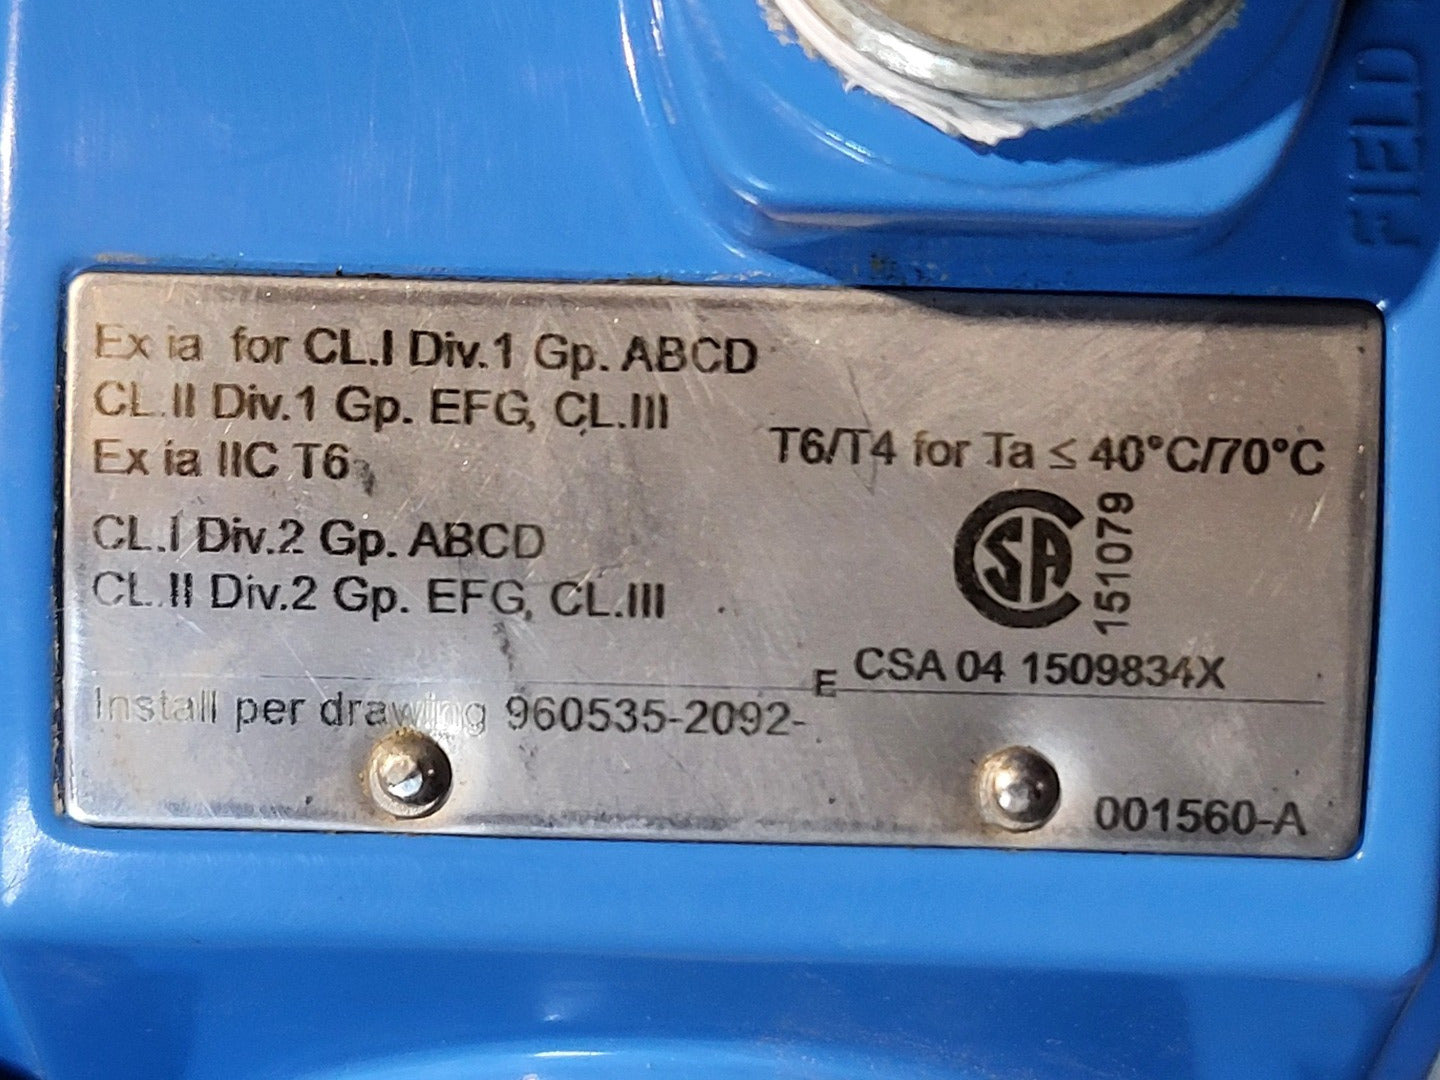 FIELD
Ex ia for CL.I Div.1 Gp. ABCD
CL.II Div.1 Gp. EFG, CL.III
Ex ia IIC T6
T6/T4 for Ta ≤ 40°C/70°C
CL.I Div.2 Gp. ABCD
CL.II Div.2 Gp. EFG, CL.III
CSA
151079
CSA 04 1509834X
Install per drawing 960535-2092-E
001560-A